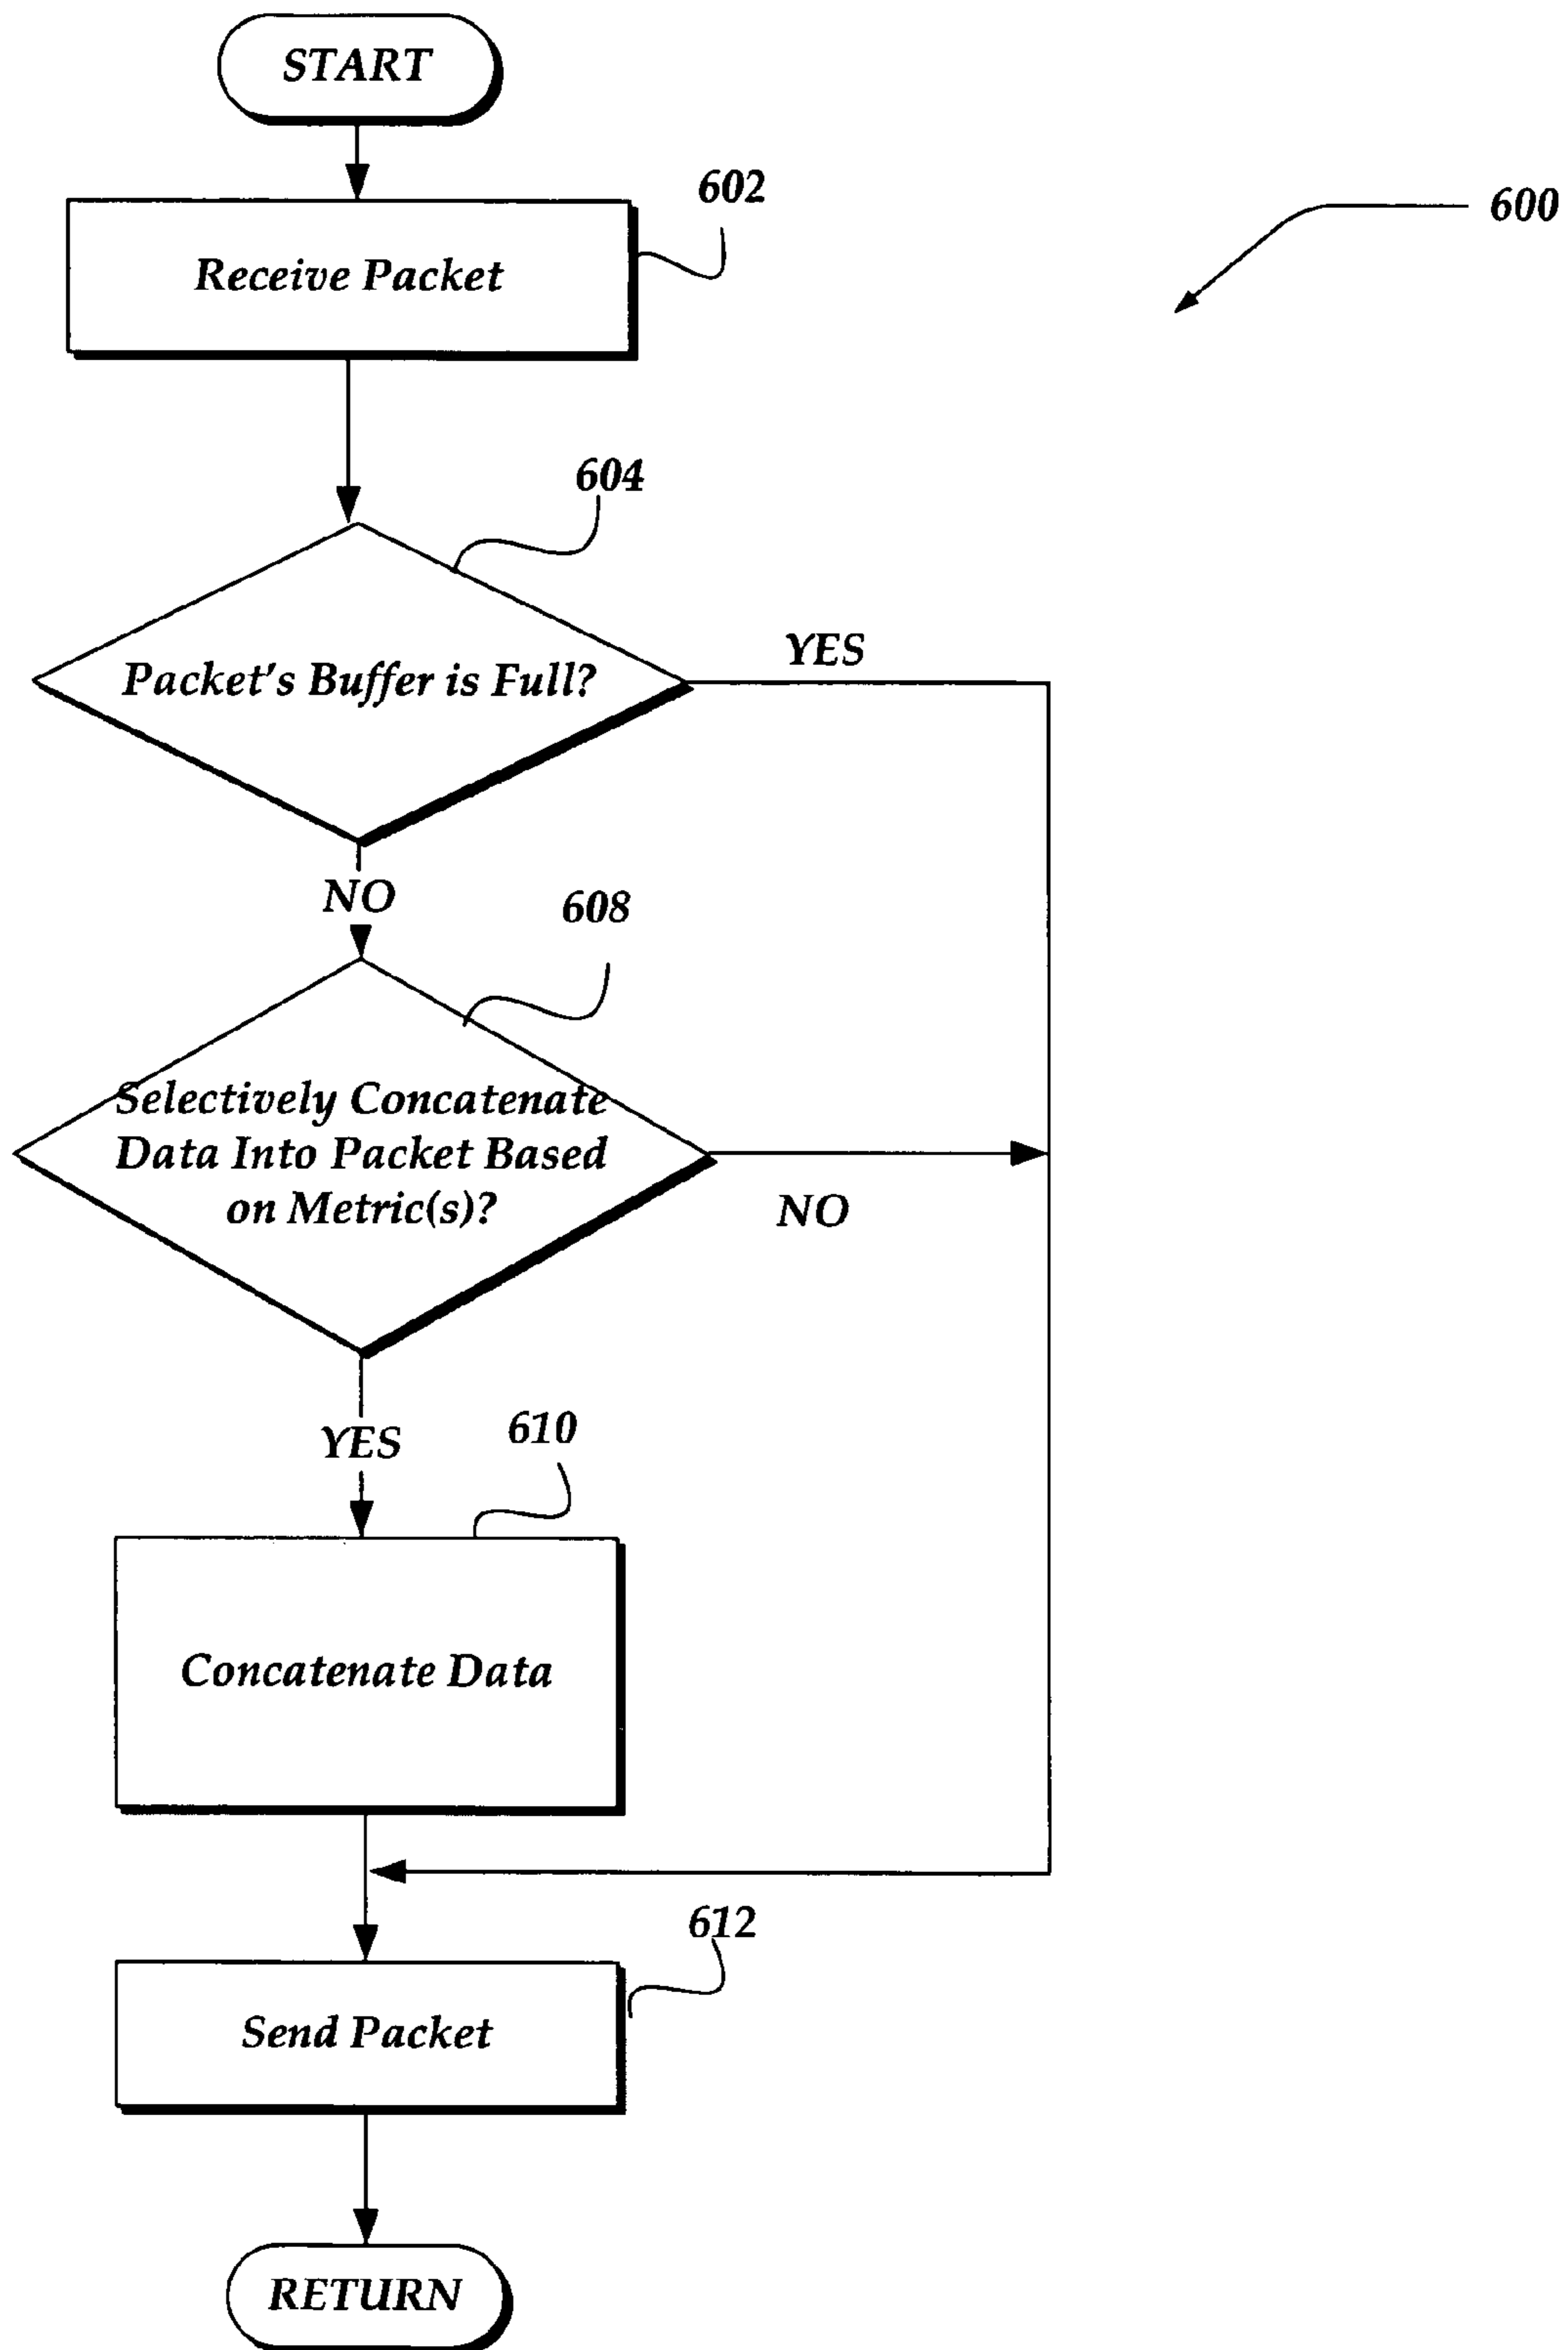 START
602
600
Receive Packet
604
YES
Packet's Buffer is Full?
NO
608
Selectively Concatenate
Data Into Packet Based
on Metric(s)?
NO
YES
610
Concatenate Data
612
Send Packet
RETURN